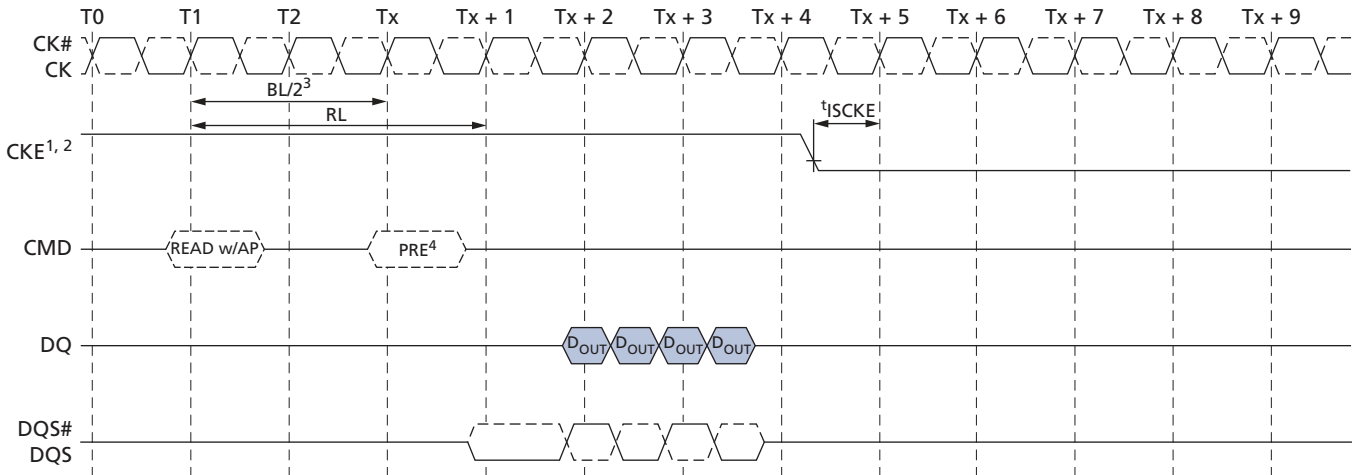 T0 T1 T2 Tx Tx + 1 Tx + 2 Tx + 3 Tx + 4 Tx + 5 Tx + 6 Tx + 7 Tx + 8 Tx + 9
CK#
CK
BL/2³
RL
tISCKE
CKE¹, ²
CMD READ w/AP PRE⁴
DQ DOUT DOUT DOUT DOUT
DQS#
DQS